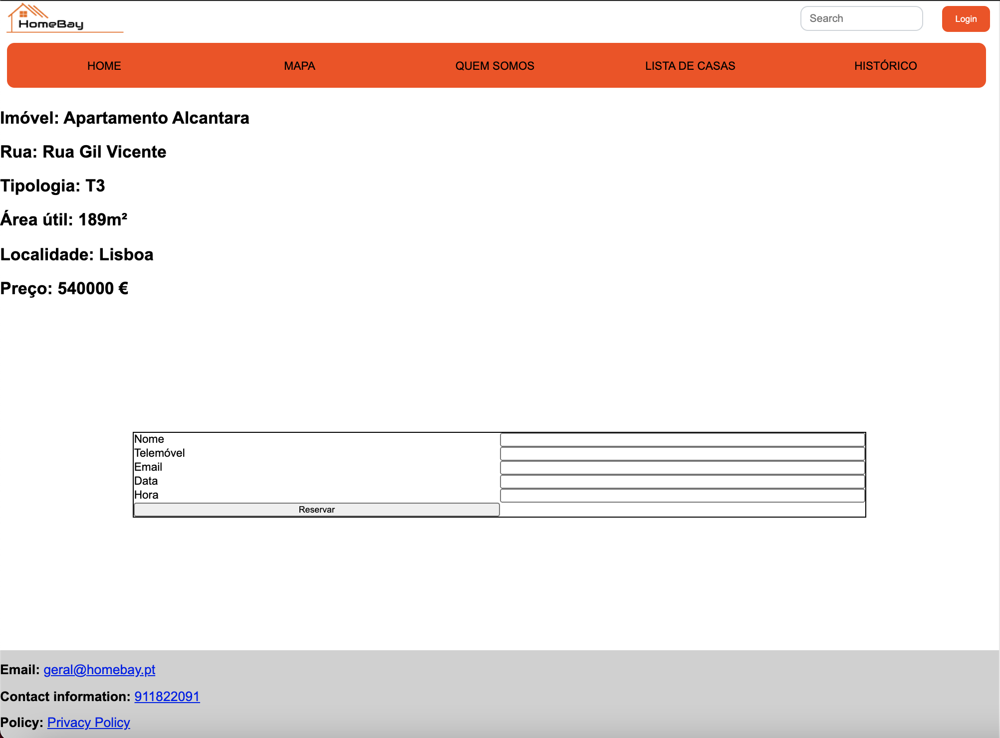 HomeBay
Search
Login
HOME MAPA QUEM SOMOS LISTA DE CASAS HISTÓRICO
Imóvel: Apartamento Alcantara
Rua: Rua Gil Vicente
Tipologia: T3
Área útil: 189m²
Localidade: Lisboa
Preço: 540000 €
Nome
Telemóvel
Email
Data
Hora
Reservar
Email: geral@homebay.pt
Contact information: 911822091
Policy: Privacy Policy